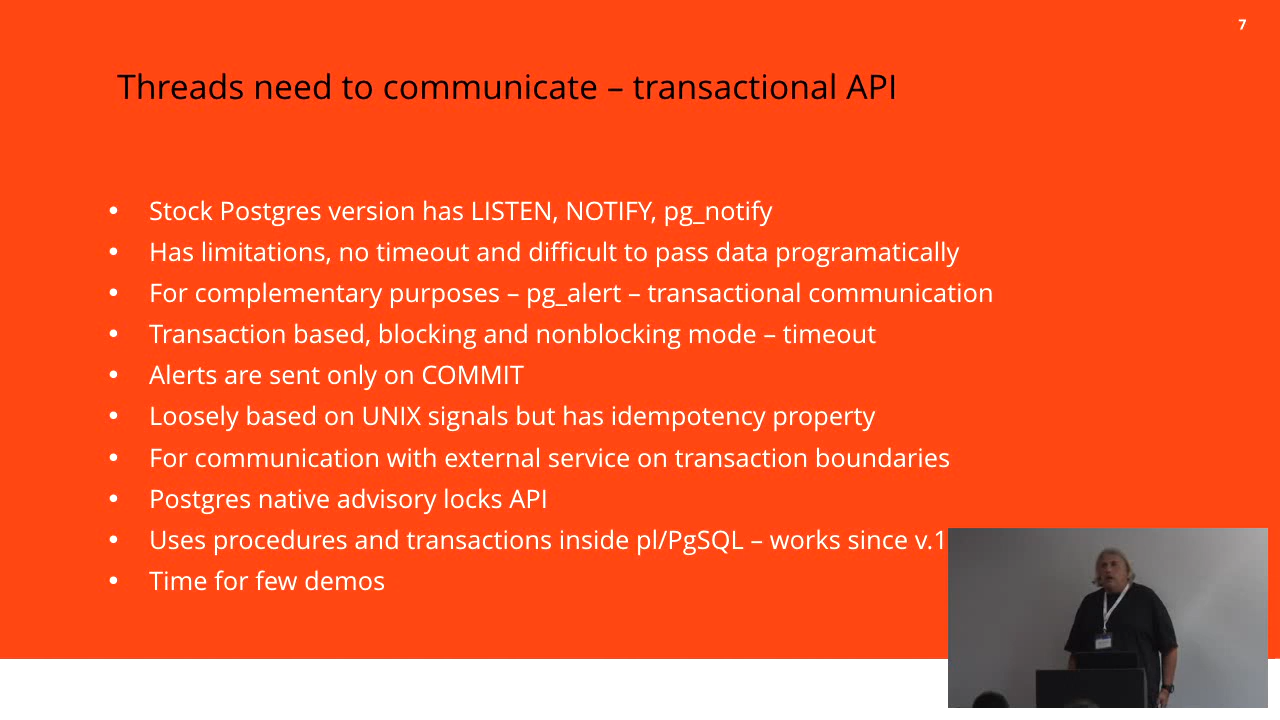 7
Threads need to communicate – transactional API
• Stock Postgres version has LISTEN, NOTIFY, pg_notify
• Has limitations, no timeout and difficult to pass data programatically
• For complementary purposes – pg_alert – transactional communication
• Transaction based, blocking and nonblocking mode – timeout
• Alerts are sent only on COMMIT
• Loosely based on UNIX signals but has idempotency property
• For communication with external service on transaction boundaries
• Postgres native advisory locks API
• Uses procedures and transactions inside pl/PgSQL – works since
• Time for few demos